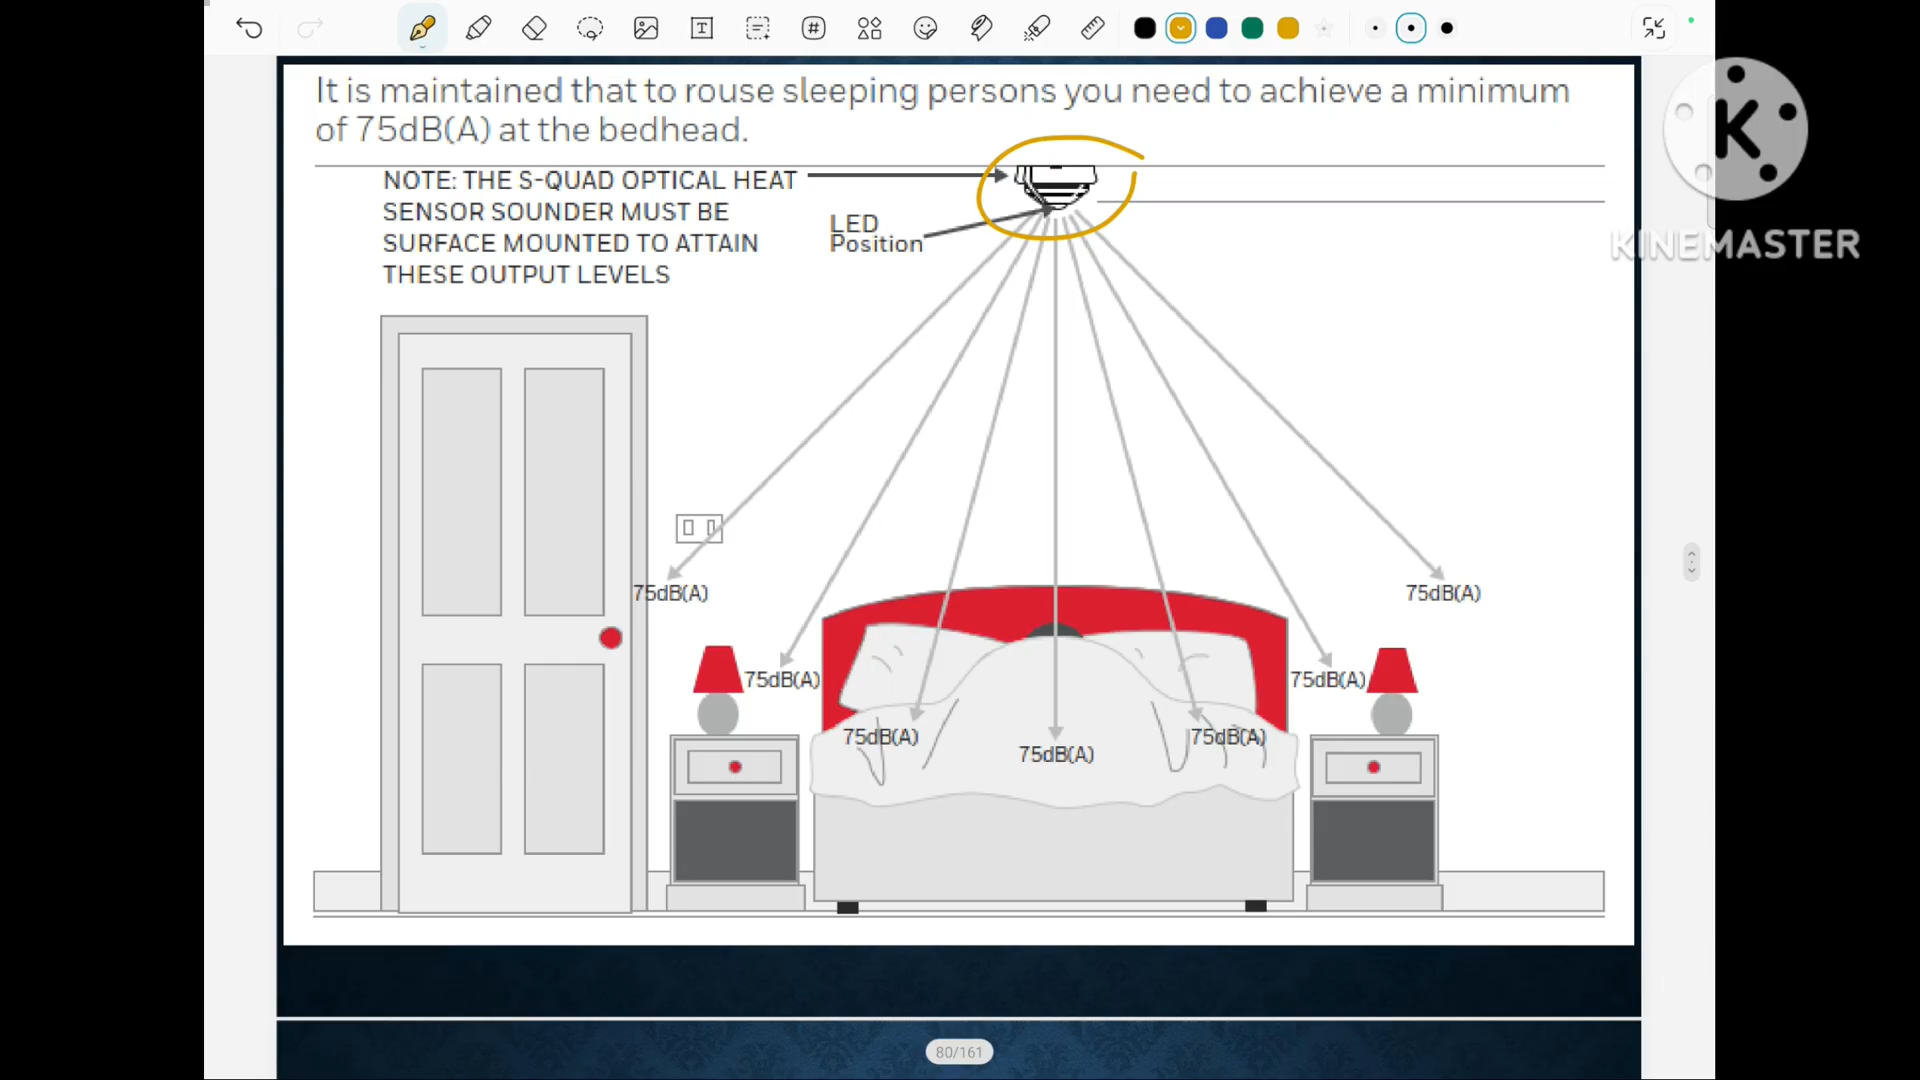 It is maintained that to rouse sleeping persons you need to achieve a minimum
of 75dB(A) at the bedhead.
NOTE: THE S-QUAD OPTICAL HEAT
SENSOR SOUNDER MUST BE
SURFACE MOUNTED TO ATTAIN
THESE OUTPUT LEVELS
LED
Position
K
KINEMASTER
75dB(A)
75dB(A)
75dB(A)
75dB(A)
75dB(A)
75dB(A)
75dB(A)
80/161